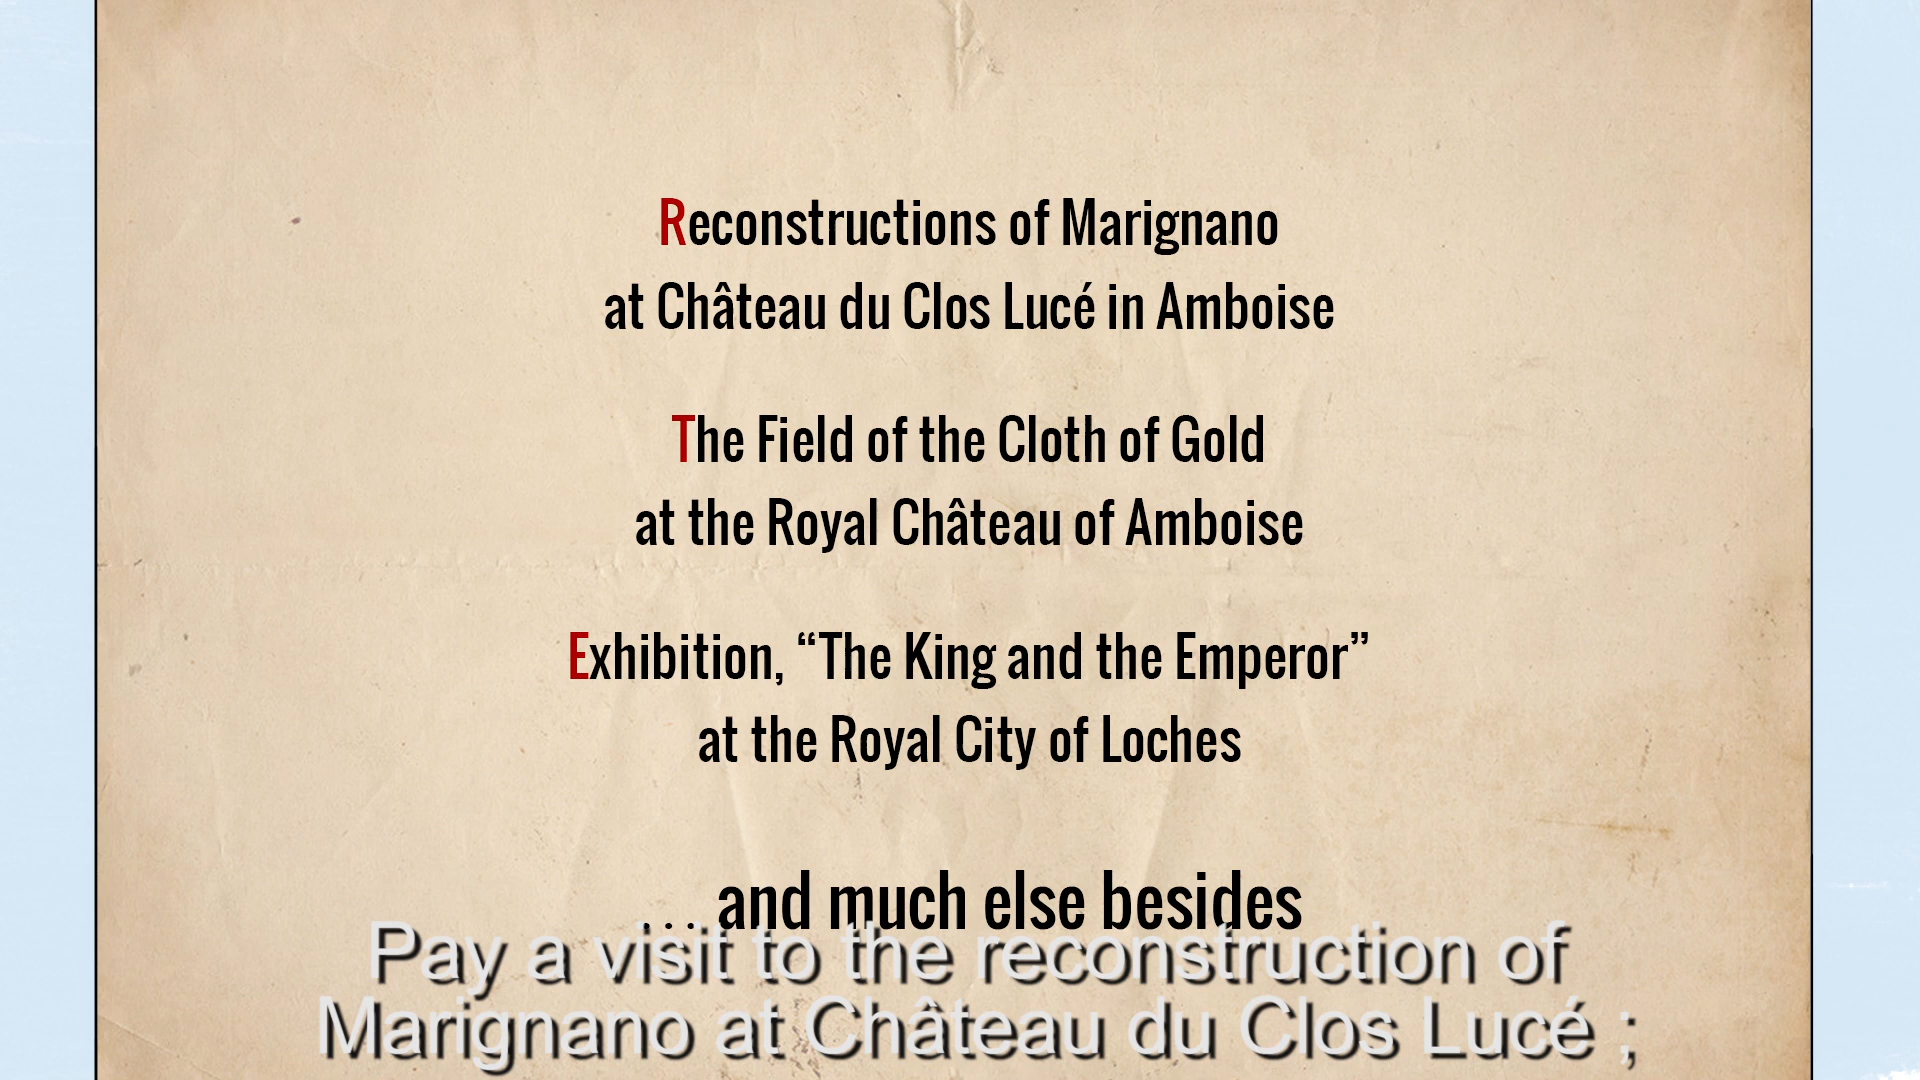 Reconstructions of Marignano
at Château du Clos Lucé in Amboise
The Field of the Cloth of Gold
at the Royal Château of Amboise
Exhibition, “The King and the Emperor”
at the Royal City of Loches
. . . and much else besides
Pay a visit to the reconstruction of
Marignano at Château du Clos Lucé ;